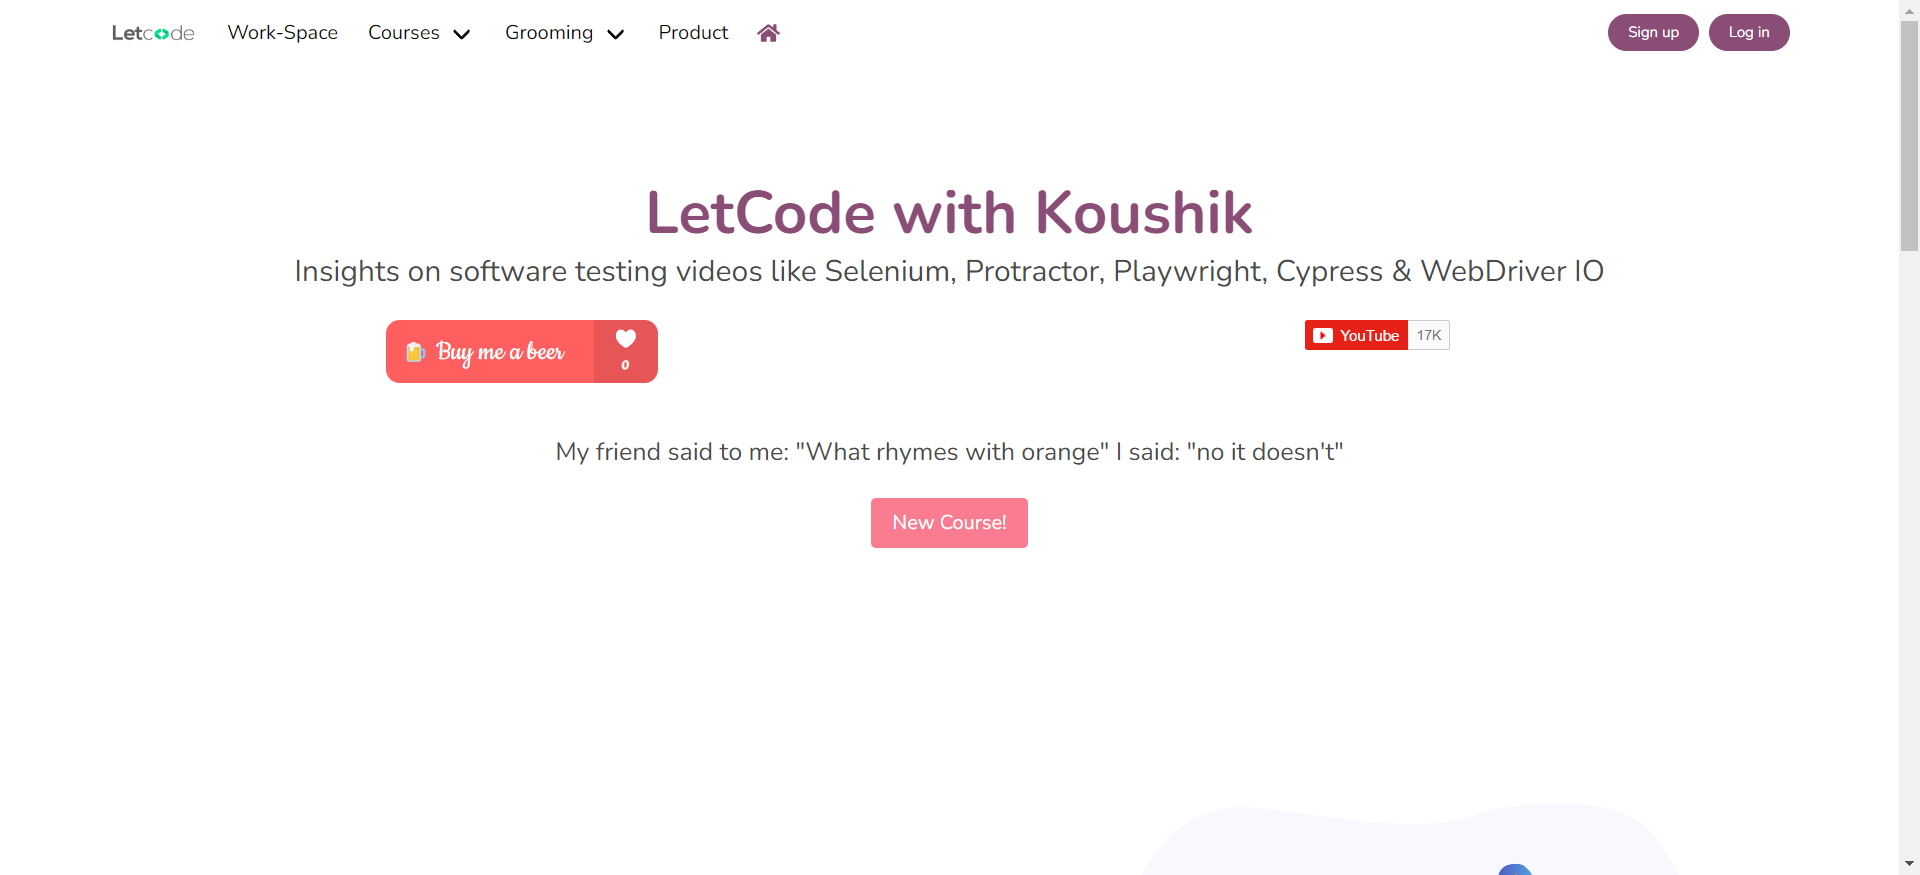 Letcode Work-Space Courses Grooming Product Sign up Log in
LetCode with Koushik
Insights on software testing videos like Selenium, Protractor, Playwright, Cypress & WebDriver IO
Buy me a beer 0 YouTube 17K
My friend said to me: "What rhymes with orange" I said: "no it doesn't"
New Course!